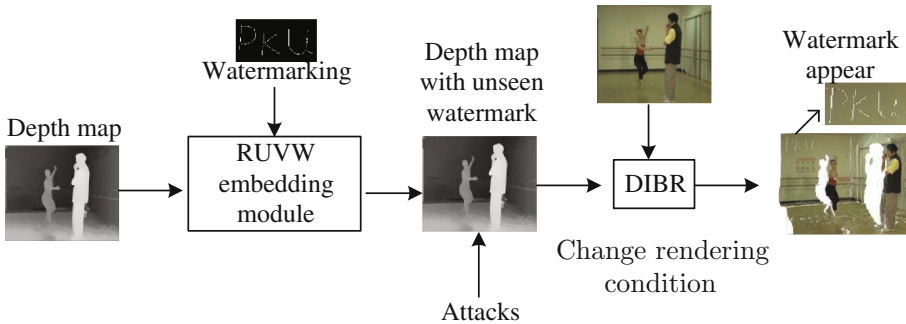 PKU
Watermarking
Depth map
RUVW
embedding
module
Depth map
with unseen
watermark
Attacks
DIBR
Change rendering
condition
Watermark
appear
PKU
PKU